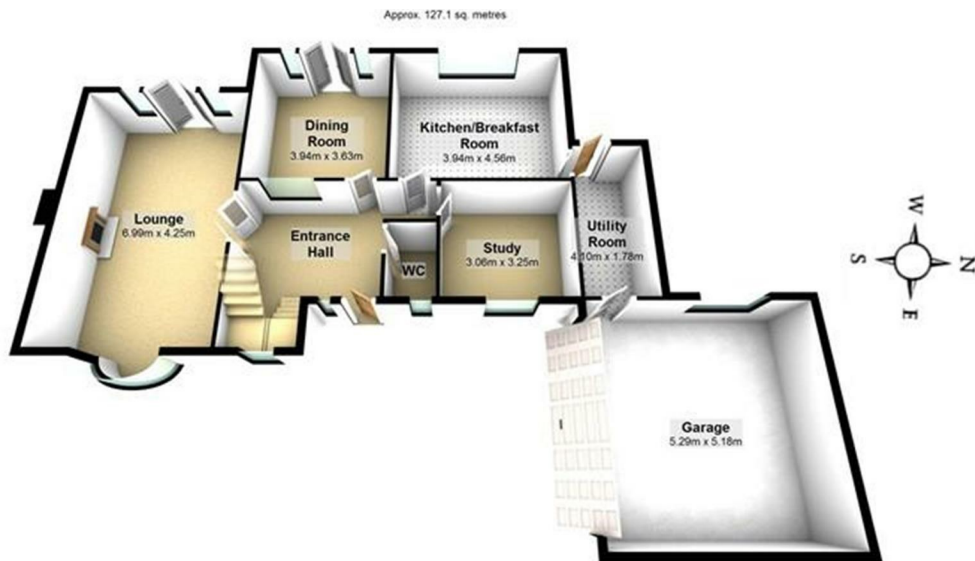 Approx. 127.1 sq. metres
Dining
Room
3.94m x 3.63m
Kitchen/Breakfast
Room
3.94m x 4.56m
Lounge
6.99m x 4.25m
Entrance
Hall
WC
Study
3.06m x 3.25m
Utility
Room
4.10m x 1.78m
W
S
N
E
Garage
5.29m x 5.18m